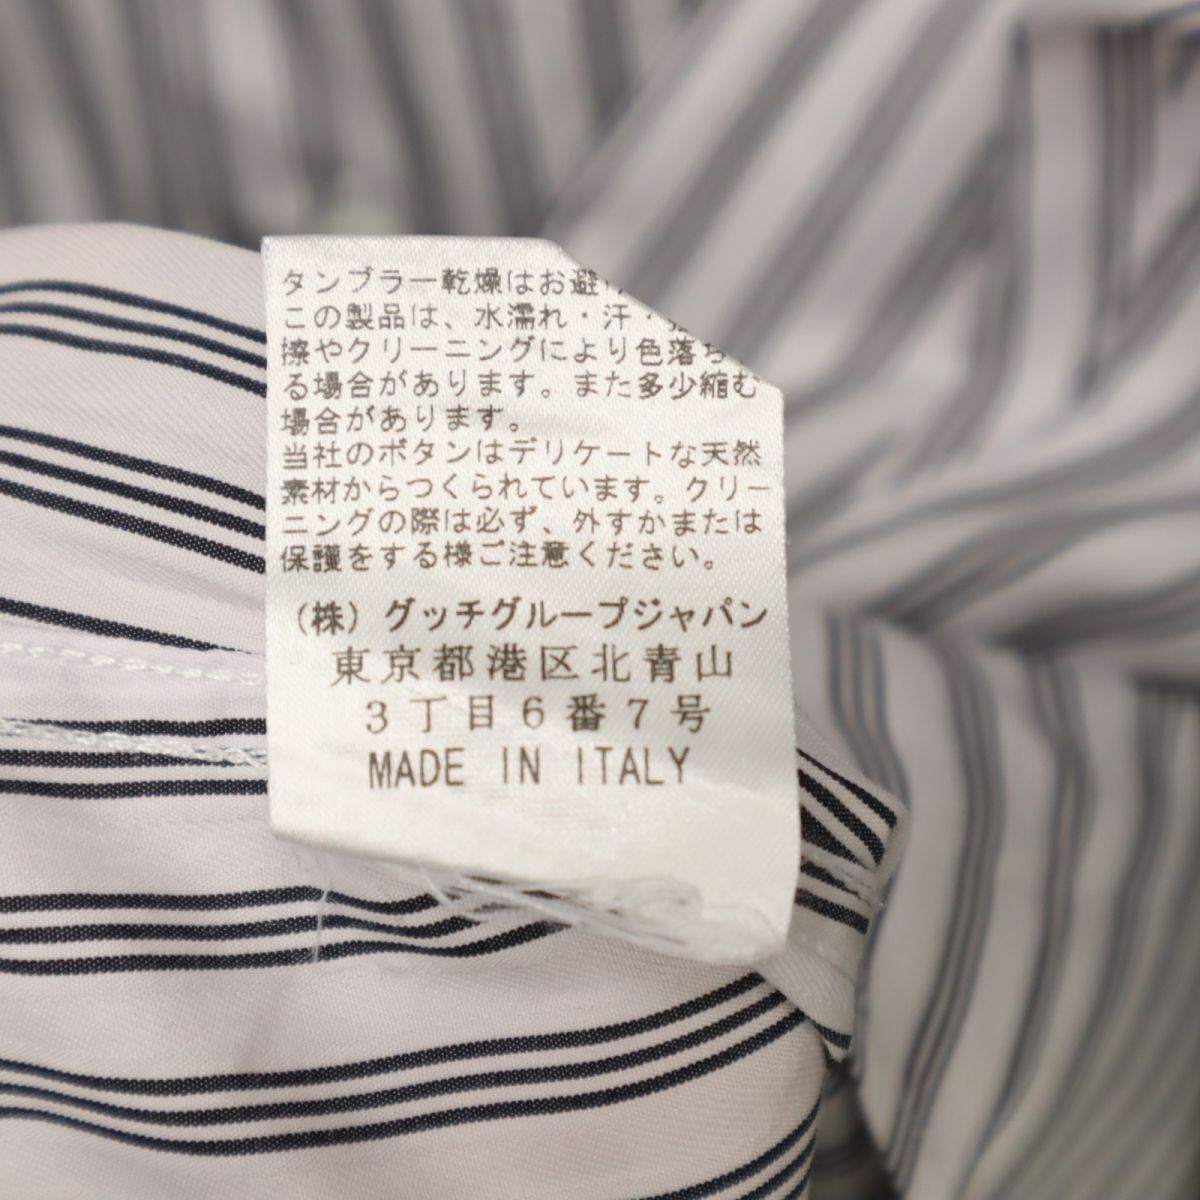 タンブラー乾燥はお避
この製品は、水濡れ・汗・
擦やクリーニングにより色落ち
る場合があります。また多少縮む
場合があります。
当社のボタンはデリケートな天然
素材からつくられています。クリー
ニングの際は必ず、外すかまたは
保護をする様ご注意ください。
(株) グッチグループジャパン
東京都港区北青山
3丁目6番7号
MADE IN ITALY